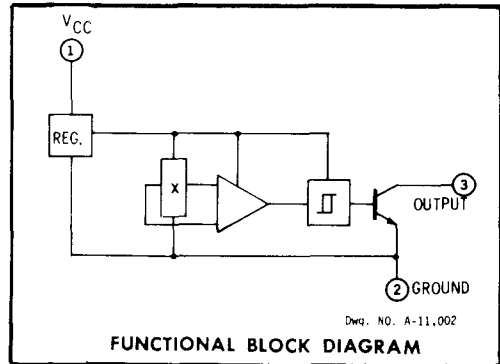 VCC
1
REG.
X
3
OUTPUT
2 GROUND
Dwg. NO. A-11,002
FUNCTIONAL BLOCK DIAGRAM